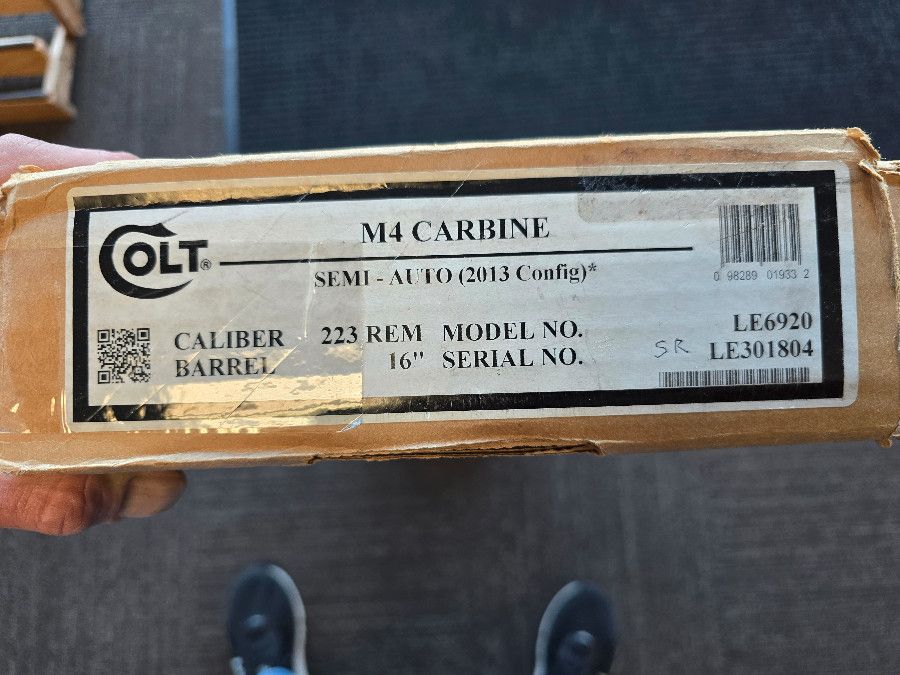 COLT®
M4 CARBINE
SEMI - AUTO (2013 Config)*
0 98289 01933 2
CALIBER 223 REM MODEL NO. LE6920
BARREL 16" SERIAL NO. SR LE301804